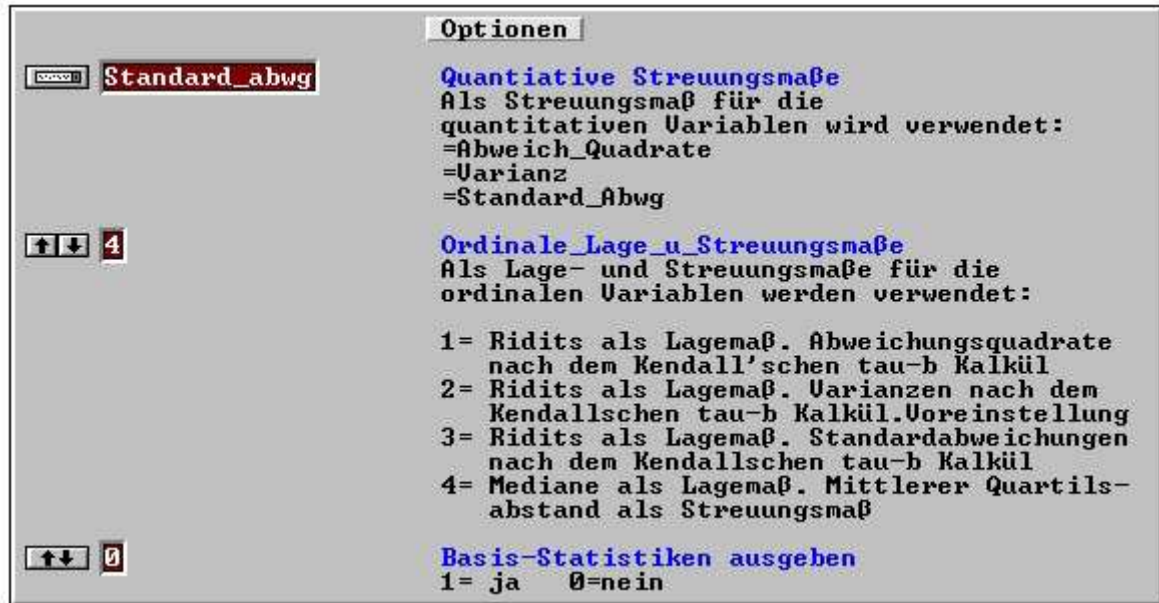 Optionen
Standard_abwg
Quantiative Streuungsmaße
Als Streuungsmaß für die
quantitativen Variablen wird verwendet:
=Abweich_Quadrate
=Varianz
=Standard_Abwg
4
Ordinale_Lage_u_Streuungsmaße
Als Lage- und Streuungsmaße für die
ordinalen Variablen werden verwendet:
1= Ridits als Lagemaß. Abweichungsquadrate
nach dem Kendall'schen tau-b Kalkül
2= Ridits als Lagemaß. Varianzen nach dem
Kendallschen tau-b Kalkül.Voreinstellung
3= Ridits als Lagemaß. Standardabweichungen
nach dem Kendallschen tau-b Kalkül
4= Mediane als Lagemaß. Mittlerer Quartils-
abstand als Streuungsmaß
0
Basis-Statistiken ausgeben
1= ja 0=nein